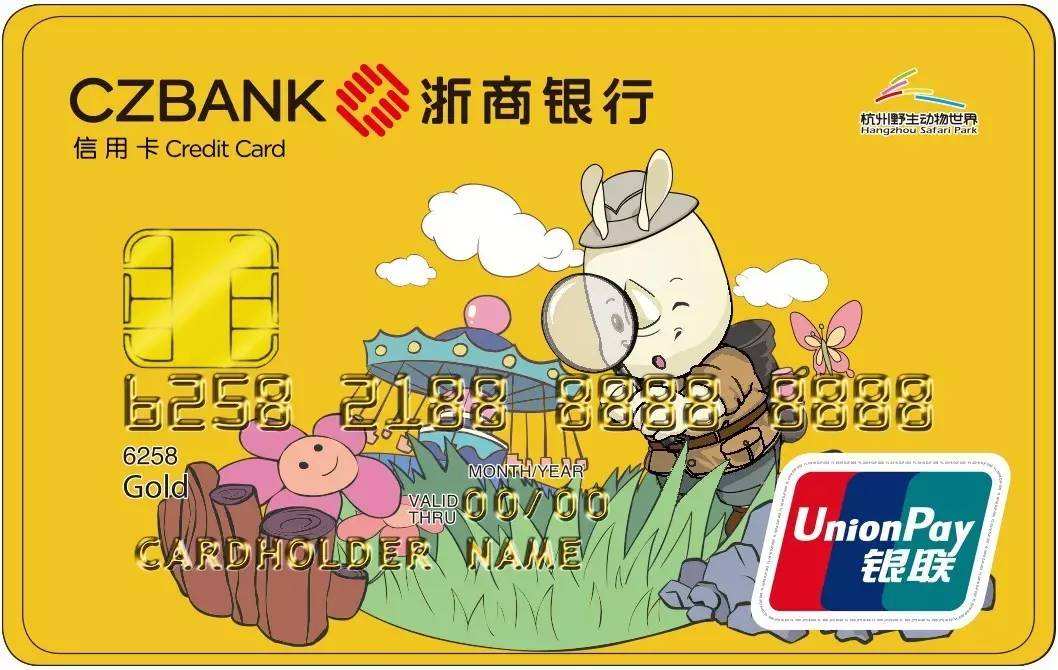 CZBANK 浙商银行
信用卡 Credit Card
杭州野生动物世界
Hangzhou Safari Park
6258 2188 8888 8888
6258
Gold
MONTH/YEAR
VALID THRU 00/00
CARDHOLDER NAME
UnionPay
银联